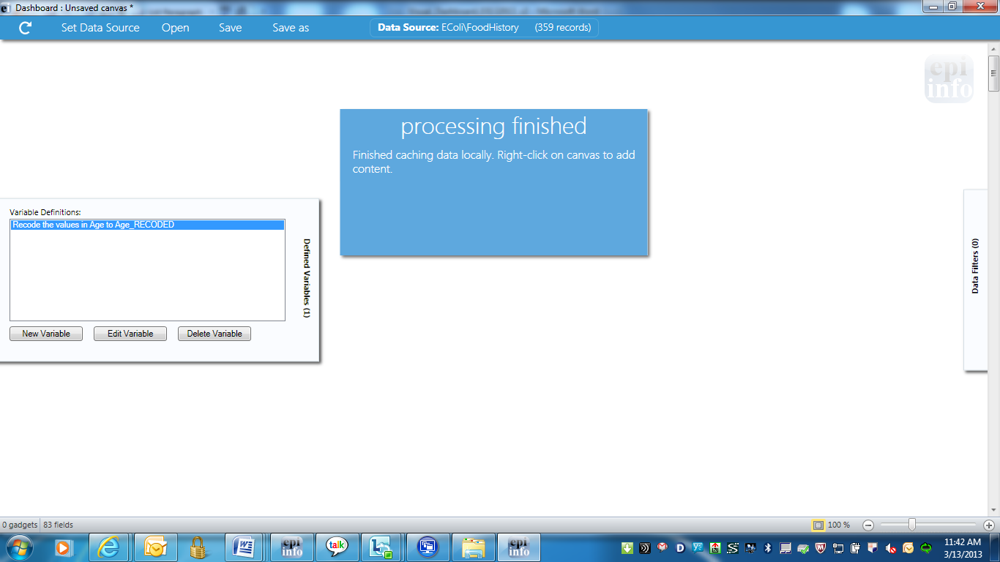 Dashboard : Unsaved canvas *
Set Data Source Open Save Save as Data Source: EColi\FoodHistory (359 records)
epi
info
processing finished
Finished caching data locally. Right-click on canvas to add
content.
Variable Definitions:
Recode the values in Age to Age_RECODED
New Variable Edit Variable Delete Variable
Defined Variables (1)
Data Filters (0)
0 gadgets 83 fields
100 %
epi
info
talk
epi
info
11:42 AM
3/13/2013